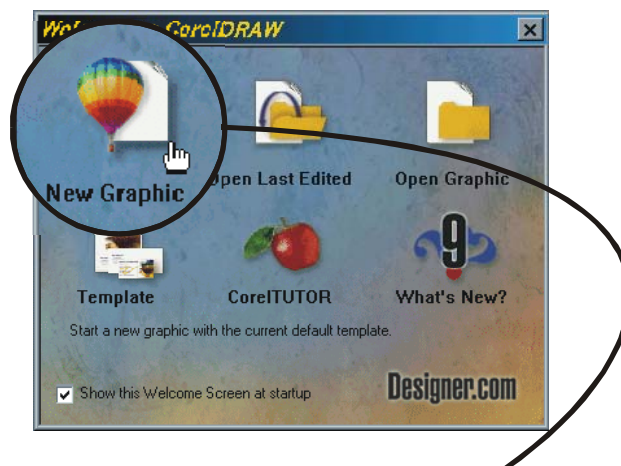 Wel CorelDRAW
New Graphic
Open Last Edited
Open Graphic
Template
CorelTUTOR
9
What's New?
Start a new graphic with the current default template.
Show this Welcome Screen at startup
Designer.com